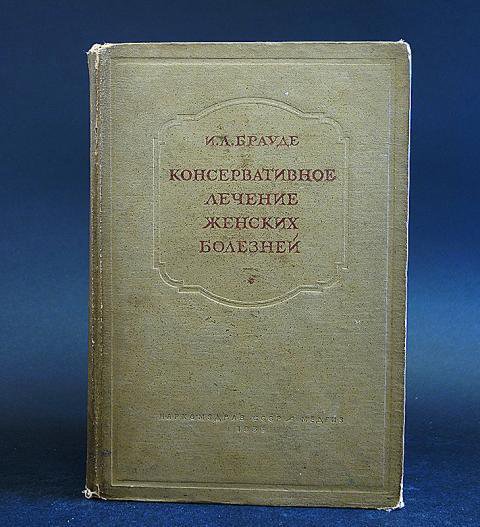 И.Л.БРАУДЕ
КОНСЕРВАТИВНОЕ
ЛЕЧЕНИЕ
ЖЕНСКИХ
БОЛЕЗНЕЙ
НАРКОМЗДРАВ СССР МЕДГИЗ